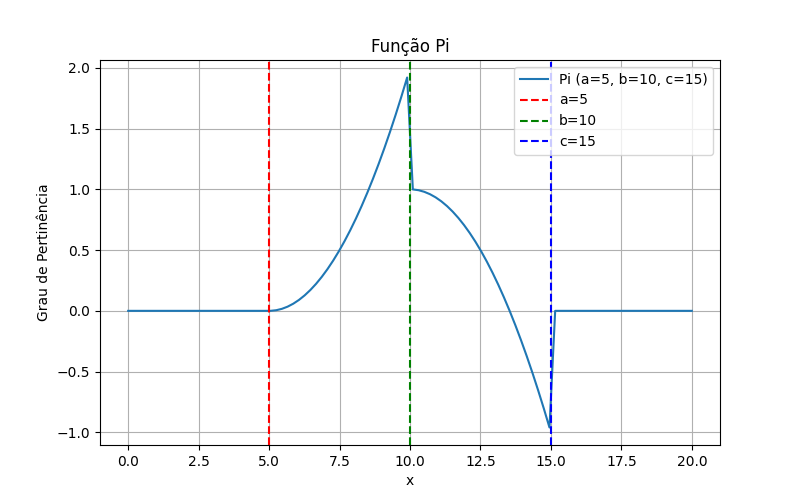 Função Pi
Pi (a=5, b=10, c=15)
a=5
b=10
c=15
Grau de Pertinência
2.0
1.5
1.0
0.5
0.0
−0.5
−1.0
0.0 2.5 5.0 7.5 10.0 12.5 15.0 17.5 20.0
x